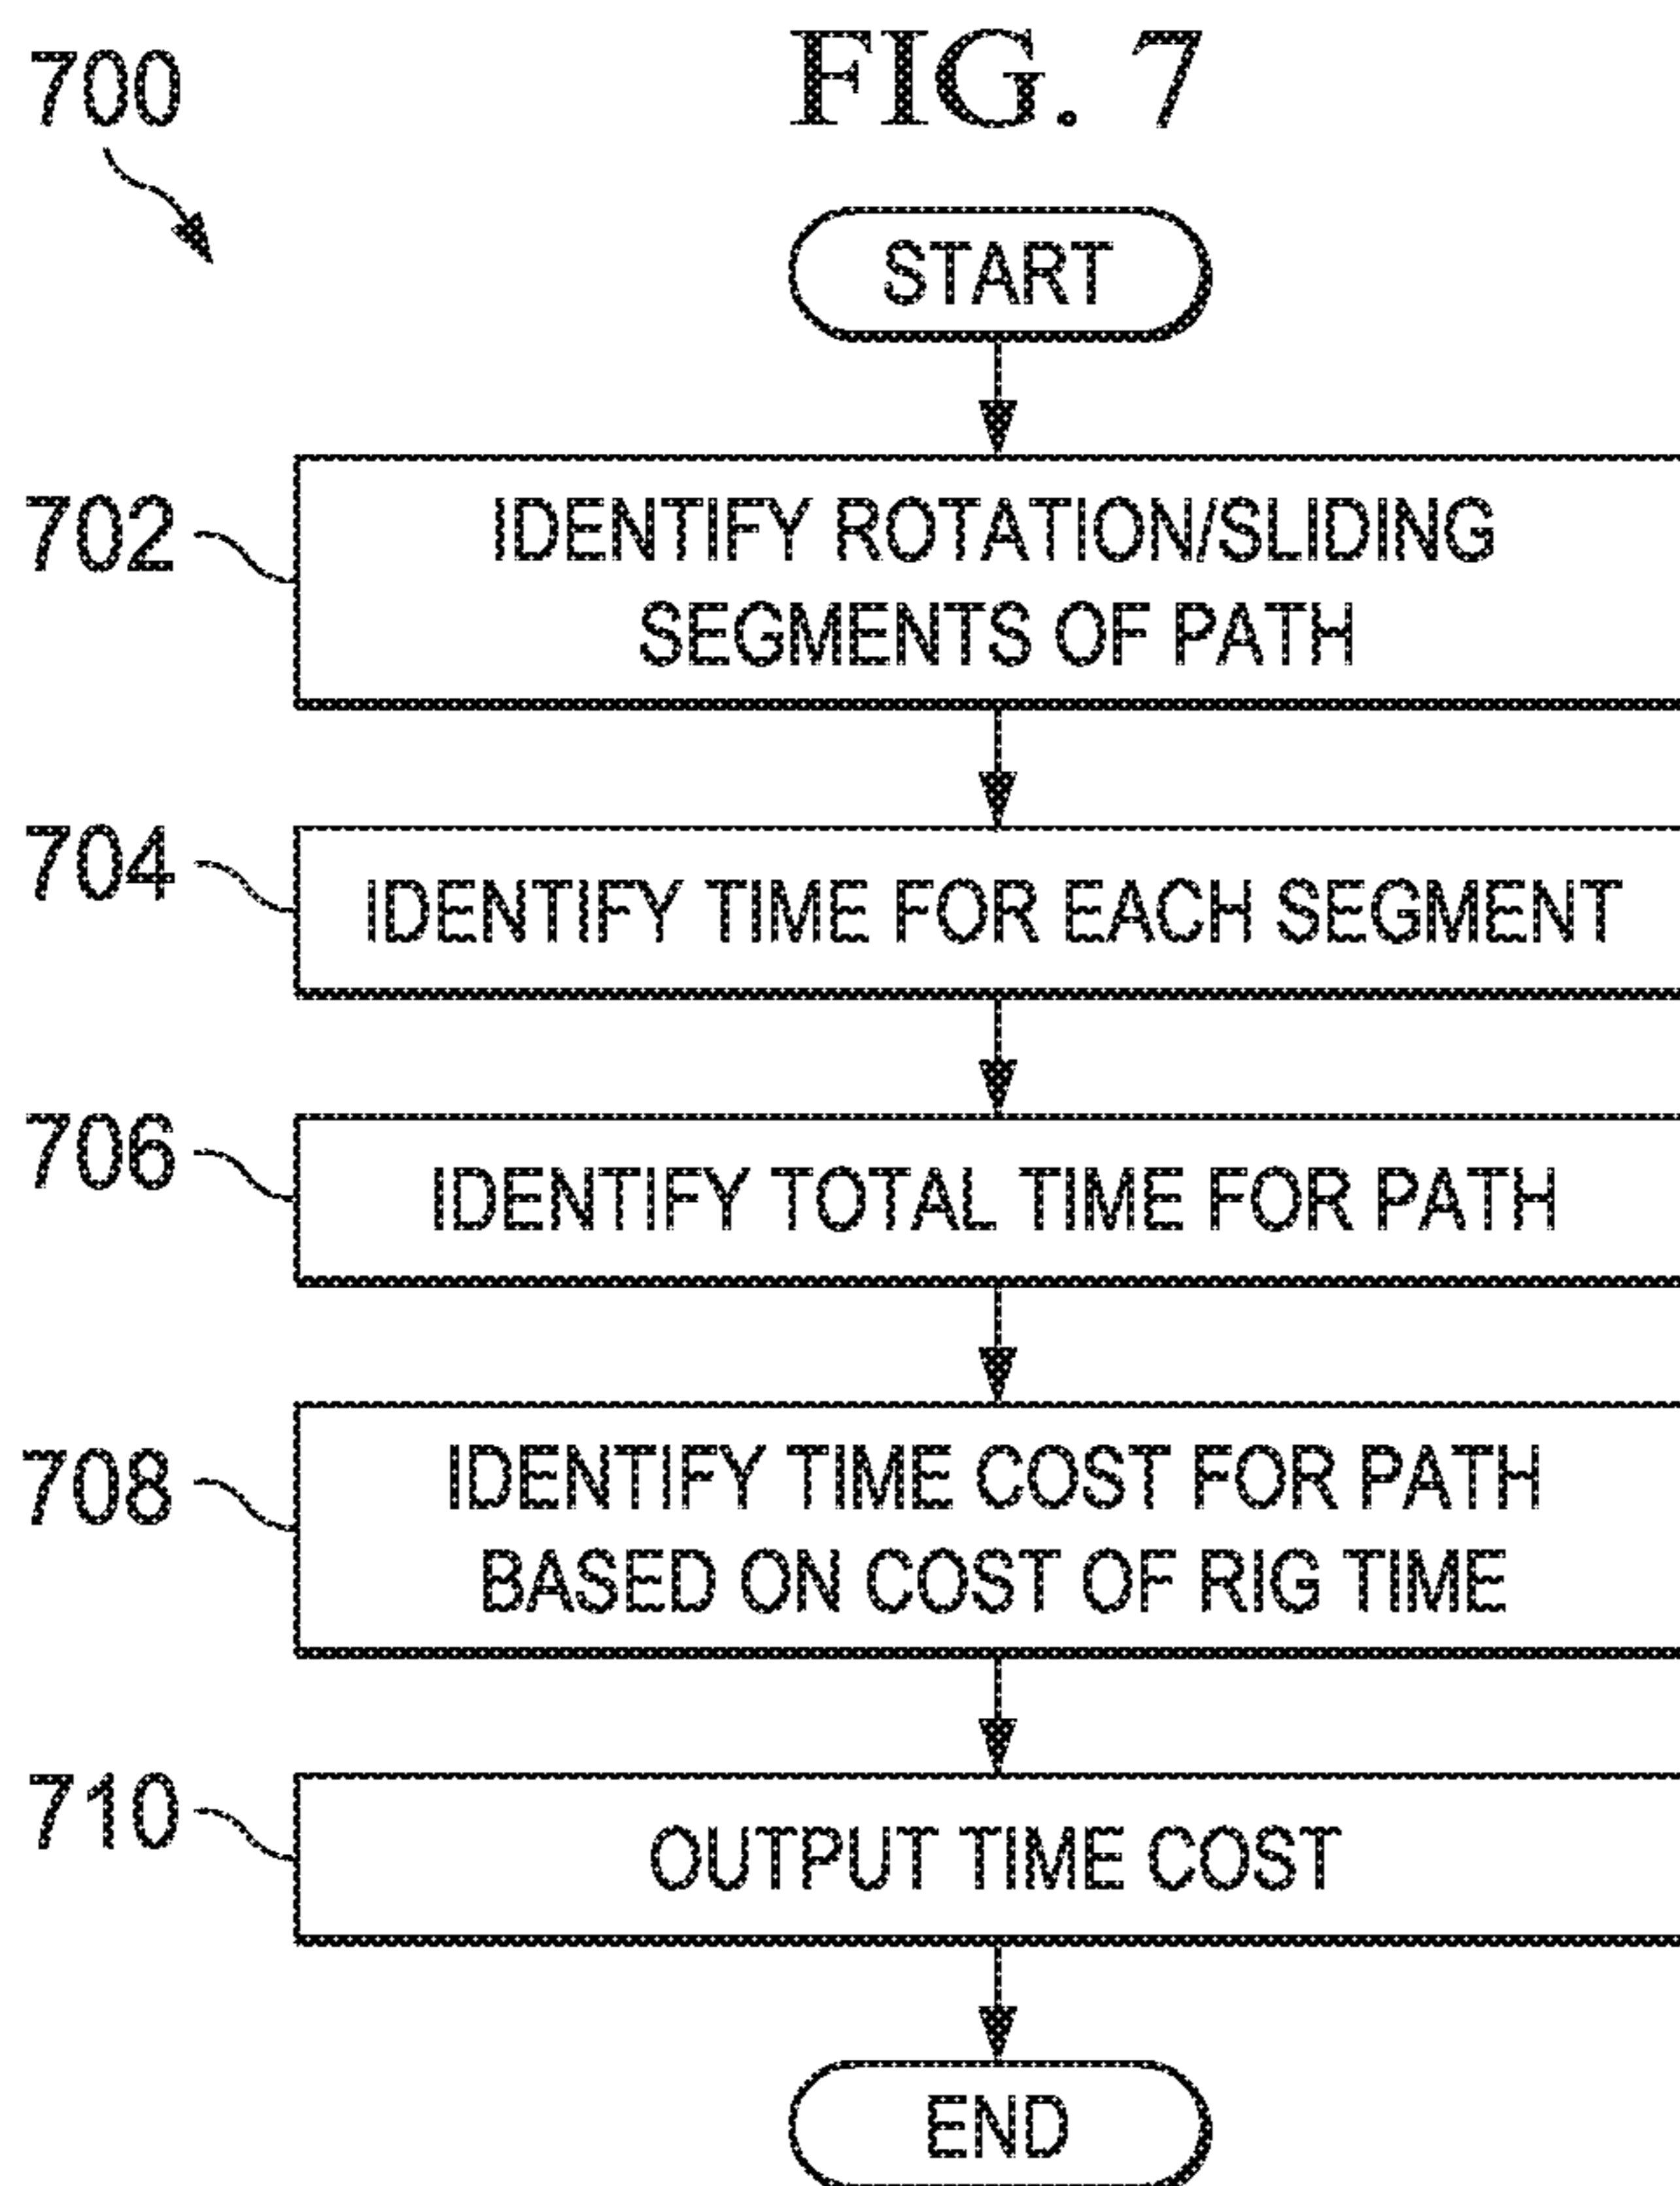 700
FIG. 7
START
702
IDENTIFY ROTATION/SLIDING
SEGMENTS OF PATH
704
IDENTIFY TIME FOR EACH SEGMENT
706
IDENTIFY TOTAL TIME FOR PATH
708
IDENTIFY TIME COST FOR PATH
BASED ON COST OF RIG TIME
710
OUTPUT TIME COST
END